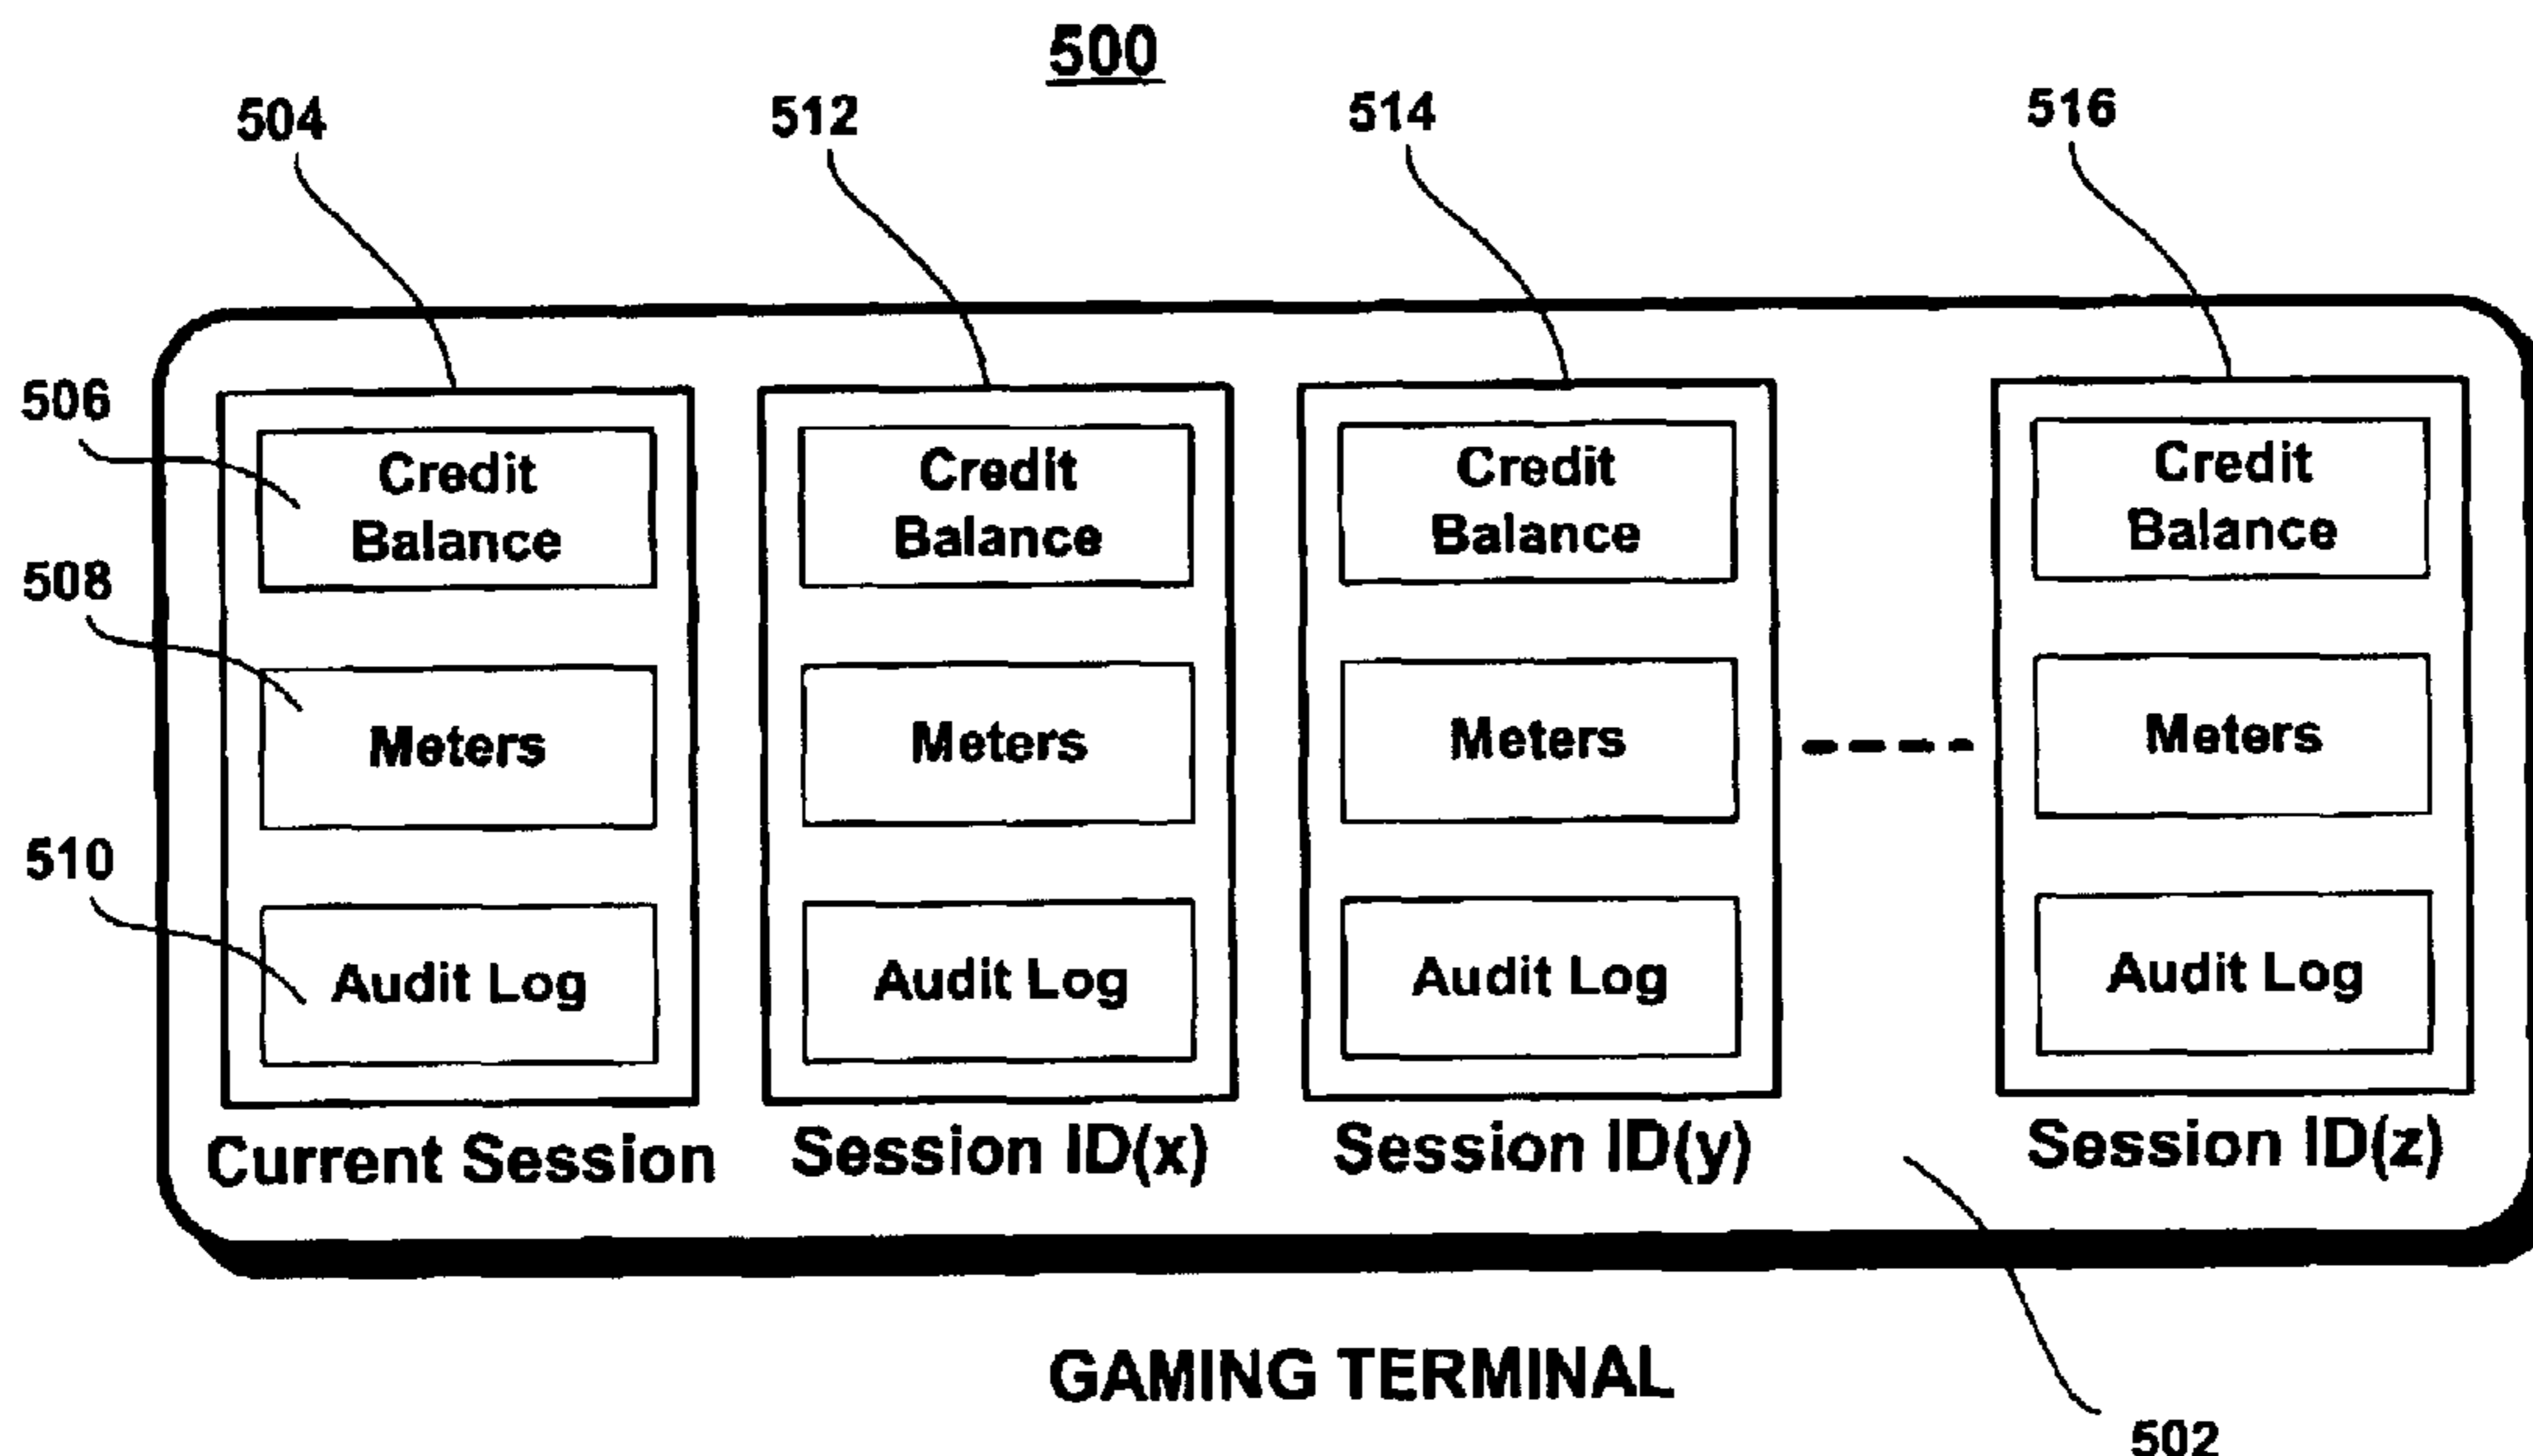 500
504
512
514
516
506
508
510
Credit
Balance
Meters
Audit Log
Current Session
Credit
Balance
Meters
Audit Log
Session ID(x)
Credit
Balance
Meters
Audit Log
Session ID(y)
Credit
Balance
Meters
Audit Log
Session ID(z)
GAMING TERMINAL
502